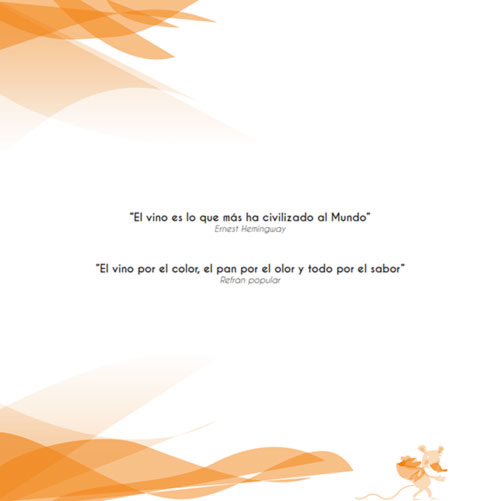 "El vino es lo que más ha civilizado al Mundo"
Ernest Hemingway
"El vino por el color, el pan por el olor y todo por el sabor"
Refrán popular